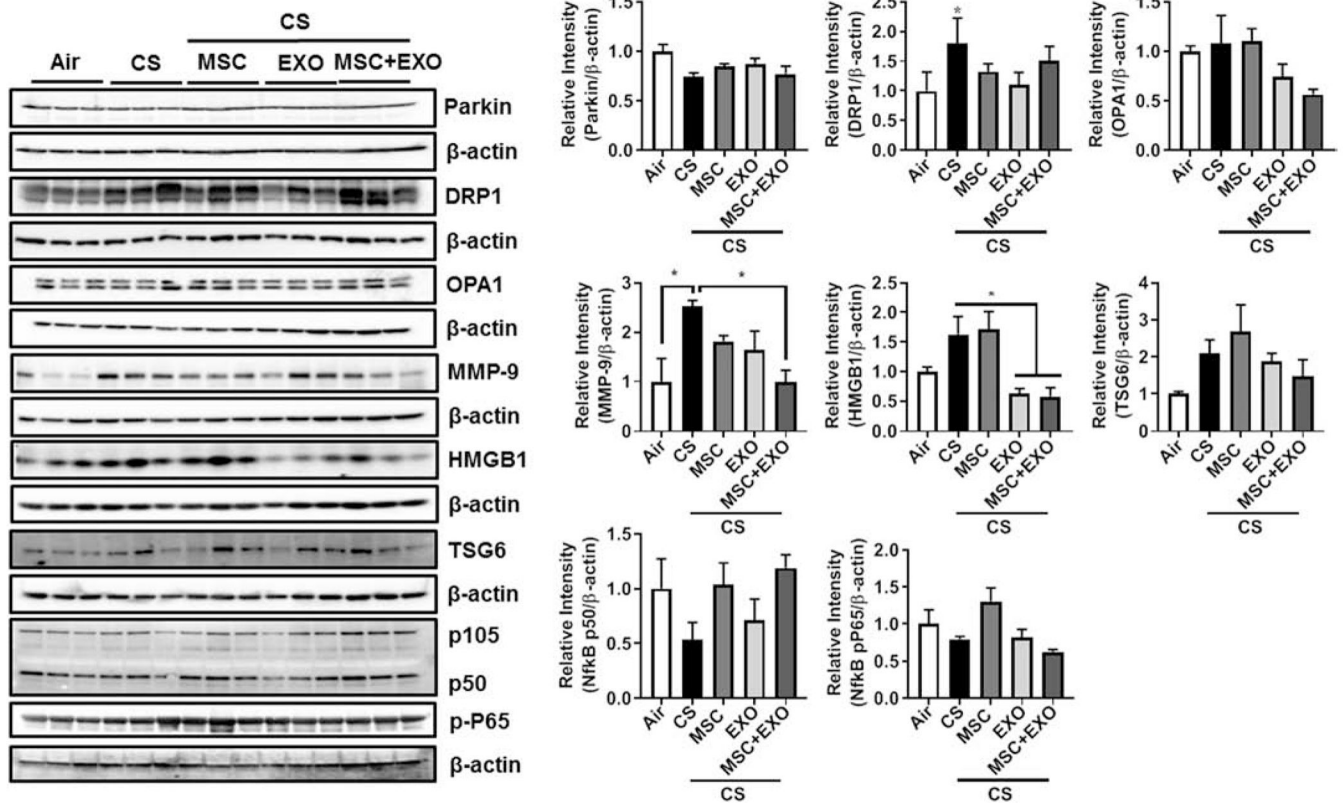 CS
Air CS MSC EXO MSC+EXO
Parkin
β-actin
DRP1
β-actin
OPA1
β-actin
MMP-9
β-actin
HMGB1
β-actin
TSG6
β-actin
p105
p50
p-P65
β-actin
Relative Intensity
(Parkin/β-actin)
1.5
1.0
0.5
0.0
Air CS MSC EXO MSC+EXO
CS
Relative Intensity
(DRP1/β-actin)
2.5
2.0
1.5
1.0
0.5
0.0
*
Air CS MSC EXO MSC+EXO
CS
Relative Intensity
(OPA1/β-actin)
1.5
1.0
0.5
0.0
Air CS MSC EXO MSC+EXO
CS
Relative Intensity
(MMP-9/β-actin)
3
2
1
0
* *
Air CS MSC EXO MSC+EXO
CS
Relative Intensity
(HMGB1/β-actin)
2.5
2.0
1.5
1.0
0.5
0.0
*
Air CS MSC EXO MSC+EXO
CS
Relative Intensity
(TSG6/β-actin)
4
3
2
1
0
Air CS MSC EXO MSC+EXO
CS
Relative Intensity
(NfkB p50/β-actin)
1.5
1.0
0.5
0.0
Air CS MSC EXO MSC+EXO
CS
Relative Intensity
(NfkB pP65/β-actin)
2.0
1.5
1.0
0.5
0.0
Air CS MSC EXO MSC+EXO
CS